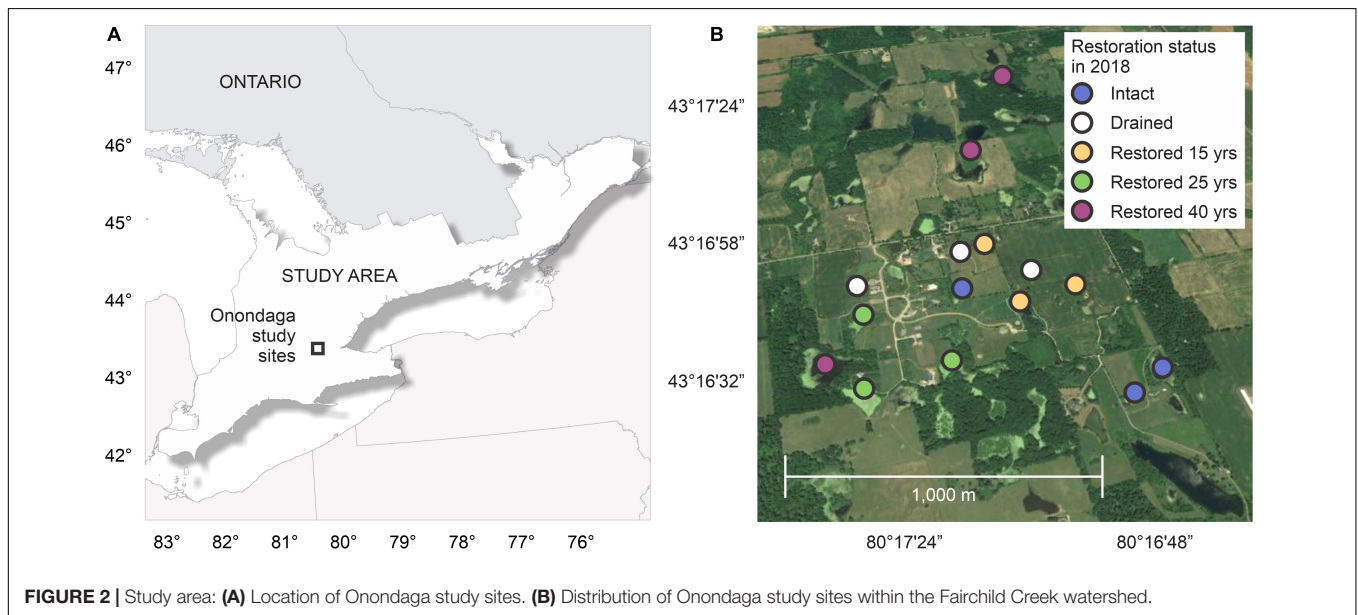 A
47°
46°
45°
44°
43°
42°
83°
82°
81°
80°
79°
78°
77°
76°
ONTARIO
STUDY AREA
Onondaga
study
sites
B
43°17'24”
43°16'58”
43°16'32”
80°17'24”
80°16'48”
Restoration status
in 2018
Intact
Drained
Restored 15 yrs
Restored 25 yrs
Restored 40 yrs
1,000 m
FIGURE 2 | Study area: (A) Location of Onondaga study sites. (B) Distribution of Onondaga study sites within the Fairchild Creek watershed.